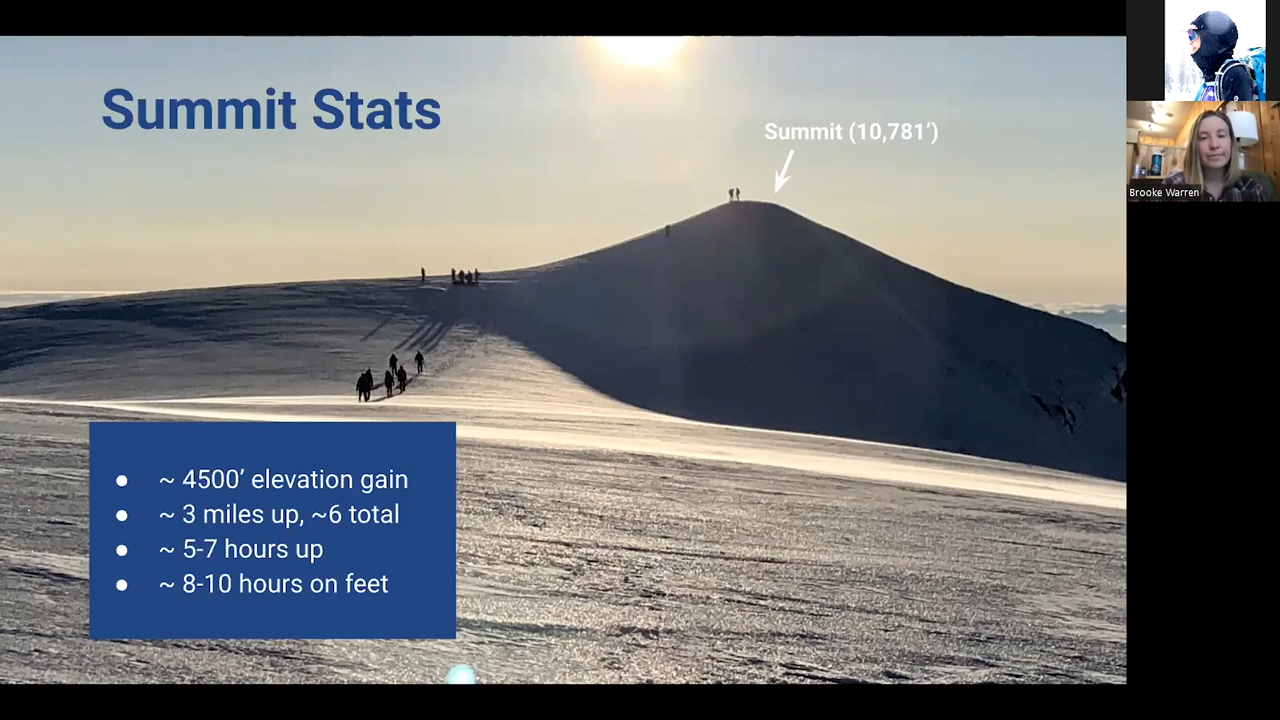 Summit Stats
Summit (10,781’)
● ~ 4500’ elevation gain
● ~ 3 miles up, ~6 total
● ~ 5-7 hours up
● ~ 8-10 hours on feet
Brooke Warren